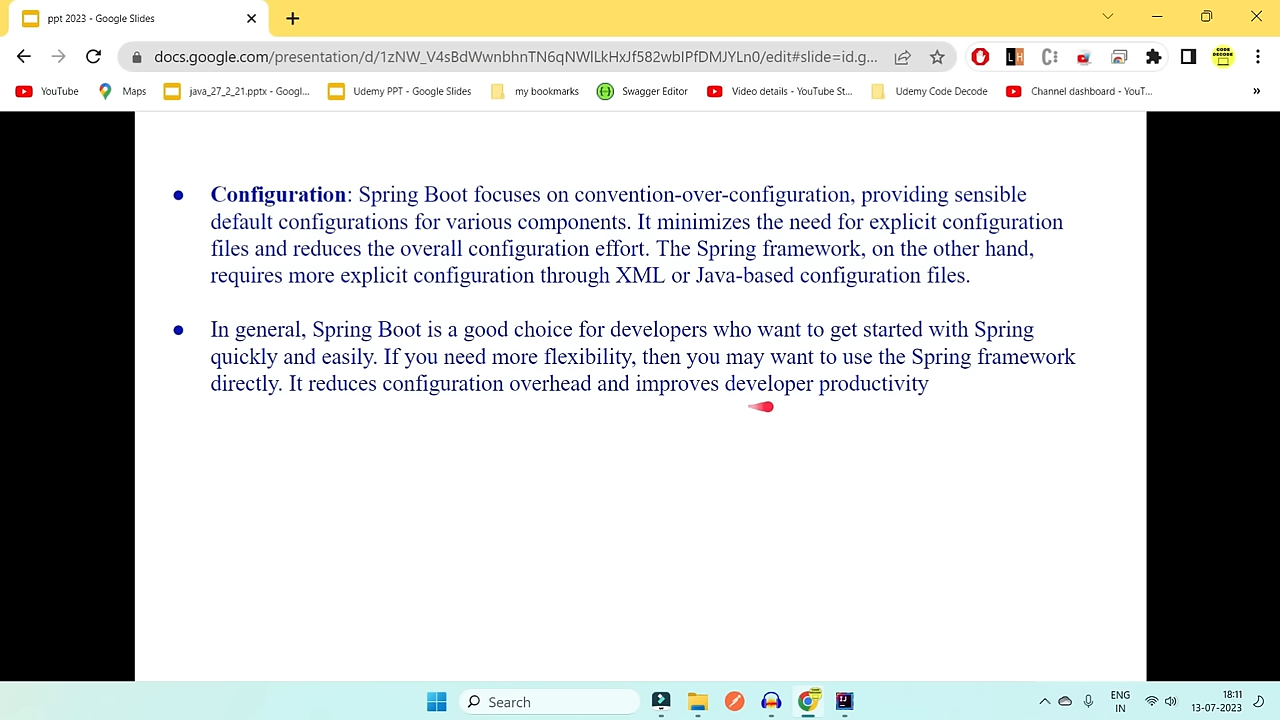 ppt 2023 - Google Slides
docs.google.com/presentation/d/
YouTube
Maps
java_27_2_21.pptx - Googl...
Udemy PPT - Google Slides
my bookmarks
Swagger Editor
Video details - YouTube St...
Udemy Code Decode
Channel dashboard - YouT...
» 
Configuration: Spring Boot focuses on convention-over-configuration, providing sensible
default configurations for various components. It minimizes the need for explicit configuration
files and reduces the overall configuration effort. The Spring framework, on the other hand,
requires more explicit configuration through XML or Java-based configuration files.
In general, Spring Boot is a good choice for developers who want to get started with Spring
quickly and easily. If you need more flexibility, then you may want to use the Spring framework
directly. It reduces configuration overhead and improves developer productivity
Search
ENG
IN
18:11
13-07-2023